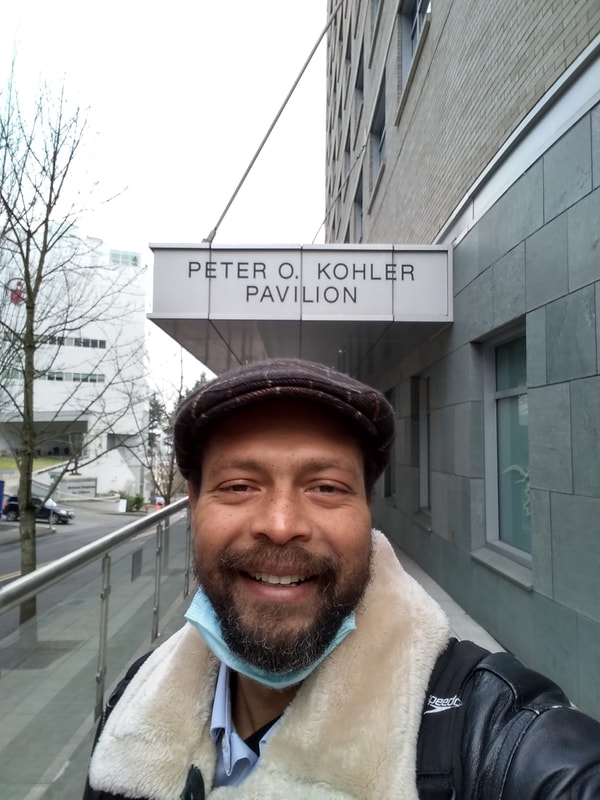 PETER O. KOHLER
PAVILION
speedo